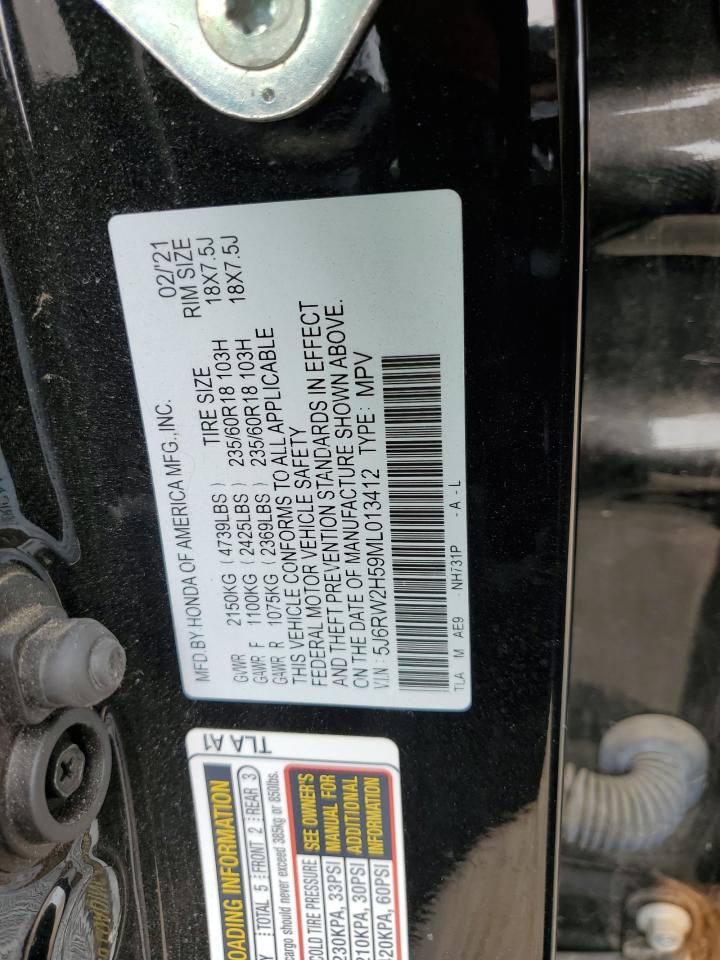 MFD.BY HONDA OF AMERICA MFG.,INC. 02/'21
TIRE SIZE RIM SIZE
GVWR 2150KG ( 4739LBS ) 235/60R18 103H 18X7.5J
GAWR F 1100KG ( 2425LBS ) 235/60R18 103H 18X7.5J
GAWR R 1075KG ( 2369LBS )
THIS VEHICLE CONFORMS TO ALL APPLICABLE
FEDERAL MOTOR VEHICLE SAFETY
AND THEFT PREVENTION STANDARDS IN EFFECT
ON THE DATE OF MANUFACTURE SHOWN ABOVE.
V.I.N: 5J6RW2H59ML013412 TYPE: MPV
TLA M AE9 NH731P -A -L
TLA A1
OADING INFORMATION
Y TOTAL 5 FRONT 2 REAR 3
cargo should never exceed 385kg or 850lbs.
COLD TIRE PRESSURE
230KPA, 33PSI
210KPA, 30PSI
420KPA, 60PSI
SEE OWNER'S
MANUAL FOR
ADDITIONAL
INFORMATION